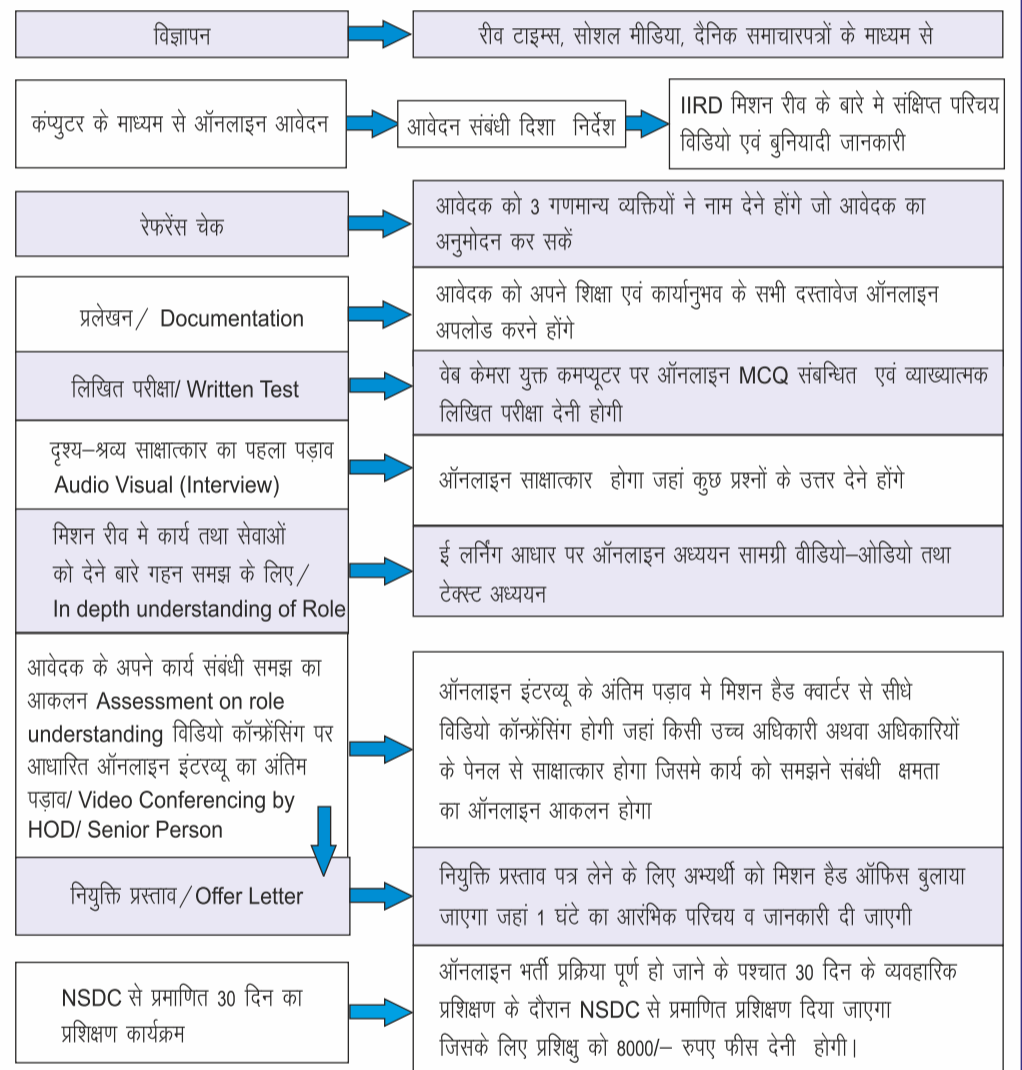 विज्ञापन
रीव टाइम्स, सोशल मीडिया, दैनिक समाचारपत्रों के माध्यम से
कंप्युटर के माध्यम से ऑनलाइन आवेदन
आवेदन संबंधी दिशा निर्देश
IIRD मिशन रीव के बारे मे संक्षिप्त परिचय
विडियो एवं बुनियादी जानकारी
रेफरेंस चेक
आवेदक को 3 गणमान्य व्यक्तियों ने नाम देने होंगे जो आवेदक का
अनुमोदन कर सकें
प्रलेखन/ Documentation
आवेदक को अपने शिक्षा एवं कार्यानुभव के सभी दस्तावेज ऑनलाइन
अपलोड करने होंगे
लिखित परीक्षा/ Written Test
वेब केमरा युक्त कमप्यूटर पर ऑनलाइन MCQ संबन्धित एवं व्याख्यात्मक
लिखित परीक्षा देनी होगी
दृश्य–श्रव्य साक्षात्कार का पहला पड़ाव
Audio Visual (Interview)
ऑनलाइन साक्षात्कार होगा जहां कुछ प्रश्नों के उत्तर देने होंगे
मिशन रीव मे कार्य तथा सेवाओं
को देने बारे गहन समझ के लिए/
In depth understanding of Role
ई लर्निंग आधार पर ऑनलाइन अध्ययन सामग्री वीडियो–ओडियो तथा
टेक्स्ट अध्ययन
आवेदक के अपने कार्य संबंधी समझ का
आकलन Assessment on role
understanding विडियो कॉन्फ्रेंसिंग पर
आधारित ऑनलाइन इंटरव्यू का अंतिम
पड़ाव/ Video Conferencing by
HOD/ Senior Person
ऑनलाइन इंटरव्यू के अंतिम पड़ाव मे मिशन हैड क्वार्टर से सीधे
विडियो कॉन्फ्रेंसिंग होगी जहां किसी उच्च अधिकारी अथवा अधिकारियों
के पेनल से साक्षात्कार होगा जिसमे कार्य को समझने संबंधी क्षमता
का ऑनलाइन आकलन होगा
नियुक्ति प्रस्ताव/Offer Letter
नियुक्ति प्रस्ताव पत्र लेने के लिए अभ्यर्थी को मिशन हैड ऑफिस बुलाया
जाएगा जहां 1 घंटे का आरंभिक परिचय व जानकारी दी जाएगी
NSDC से प्रमाणित 30 दिन का
प्रशिक्षण कार्यक्रम
ऑनलाइन भर्ती प्रक्रिया पूर्ण हो जाने के पश्चात 30 दिन के व्यवहारिक
प्रशिक्षण के दौरान NSDC से प्रमाणित प्रशिक्षण दिया जाएगा
जिसके लिए प्रशिक्षु को 8000/– रुपए फीस देनी होगी।